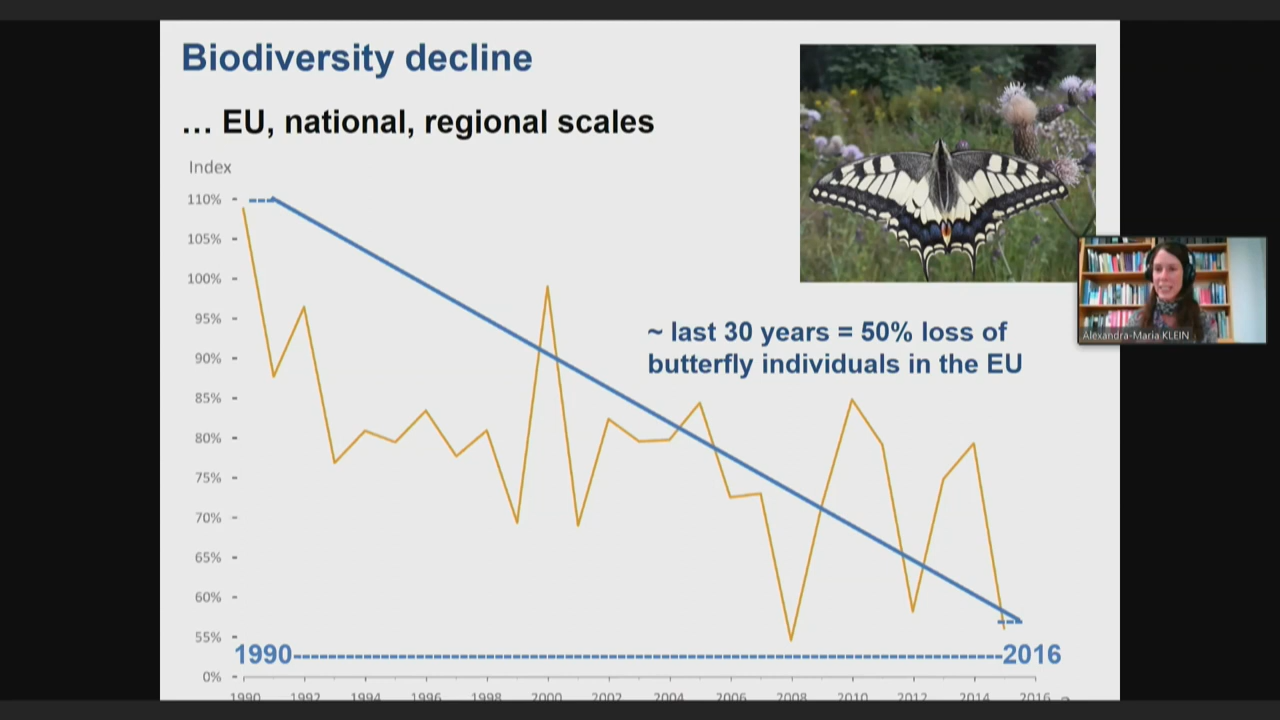 Biodiversity decline
... EU, national, regional scales
Index
110%
105%
100%
95%
90%
85%
80%
75%
70%
65%
60%
55%
0%
~ last 30 years = 50% loss of
butterfly individuals in the EU
Alexandra-Maria KLEIN
1990 2016
1990 1992 1994 1996 1998 2000 2002 2004 2006 2008 2010 2012 2014 2016